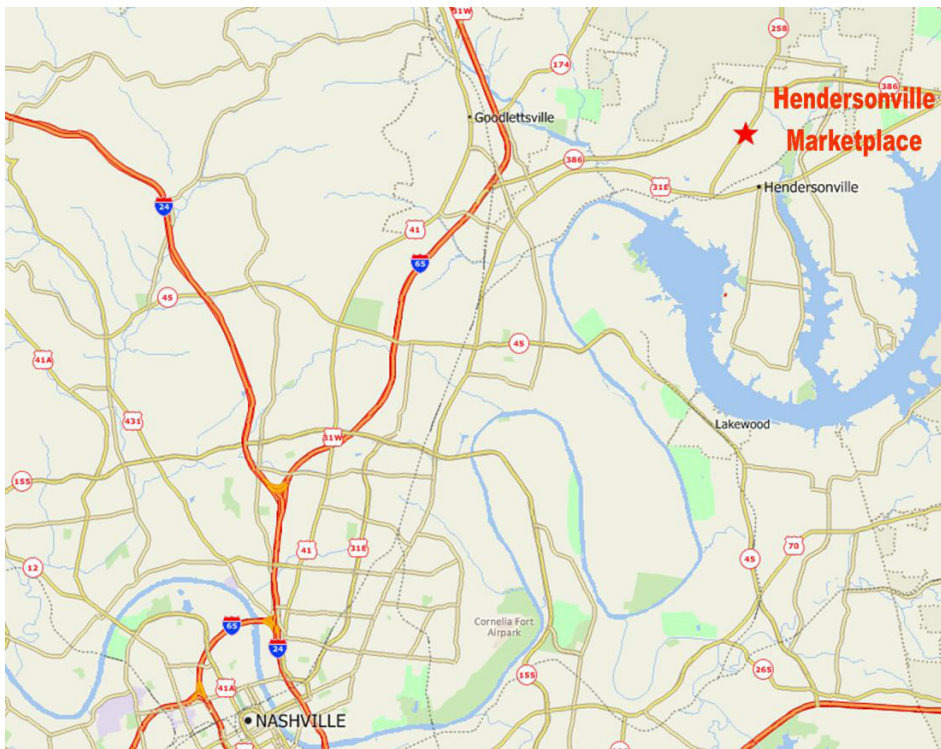 31W
258
174
386
Hendersonville
Marketplace
Goodlettsville
386
31E
Hendersonville
24
41
65
45
45
41A
431
Lakewood
31W
155
41
31E
70
12
45
65
Cornelia Fort
Airpark
24
155
265
41A
NASHVILLE